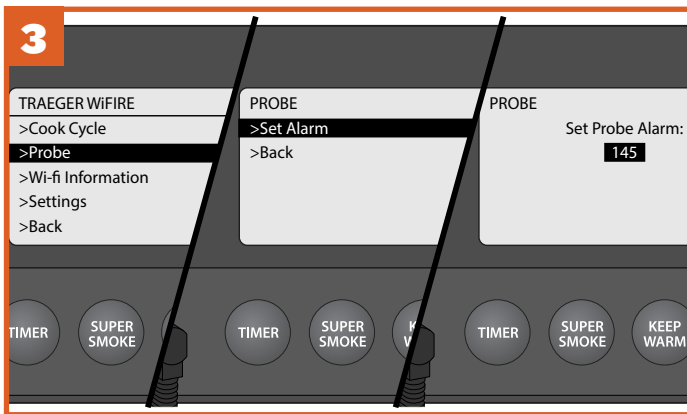 3
TRAEGER WiFIRE
>Cook Cycle
>Probe
>Wi-fi Information
>Settings
>Back
PROBE
>Set Alarm
>Back
PROBE
Set Probe Alarm:
145
TIMER
SUPER
SMOKE
TIMER
SUPER
SMOKE
TIMER
SUPER
SMOKE
KEEP
WARM